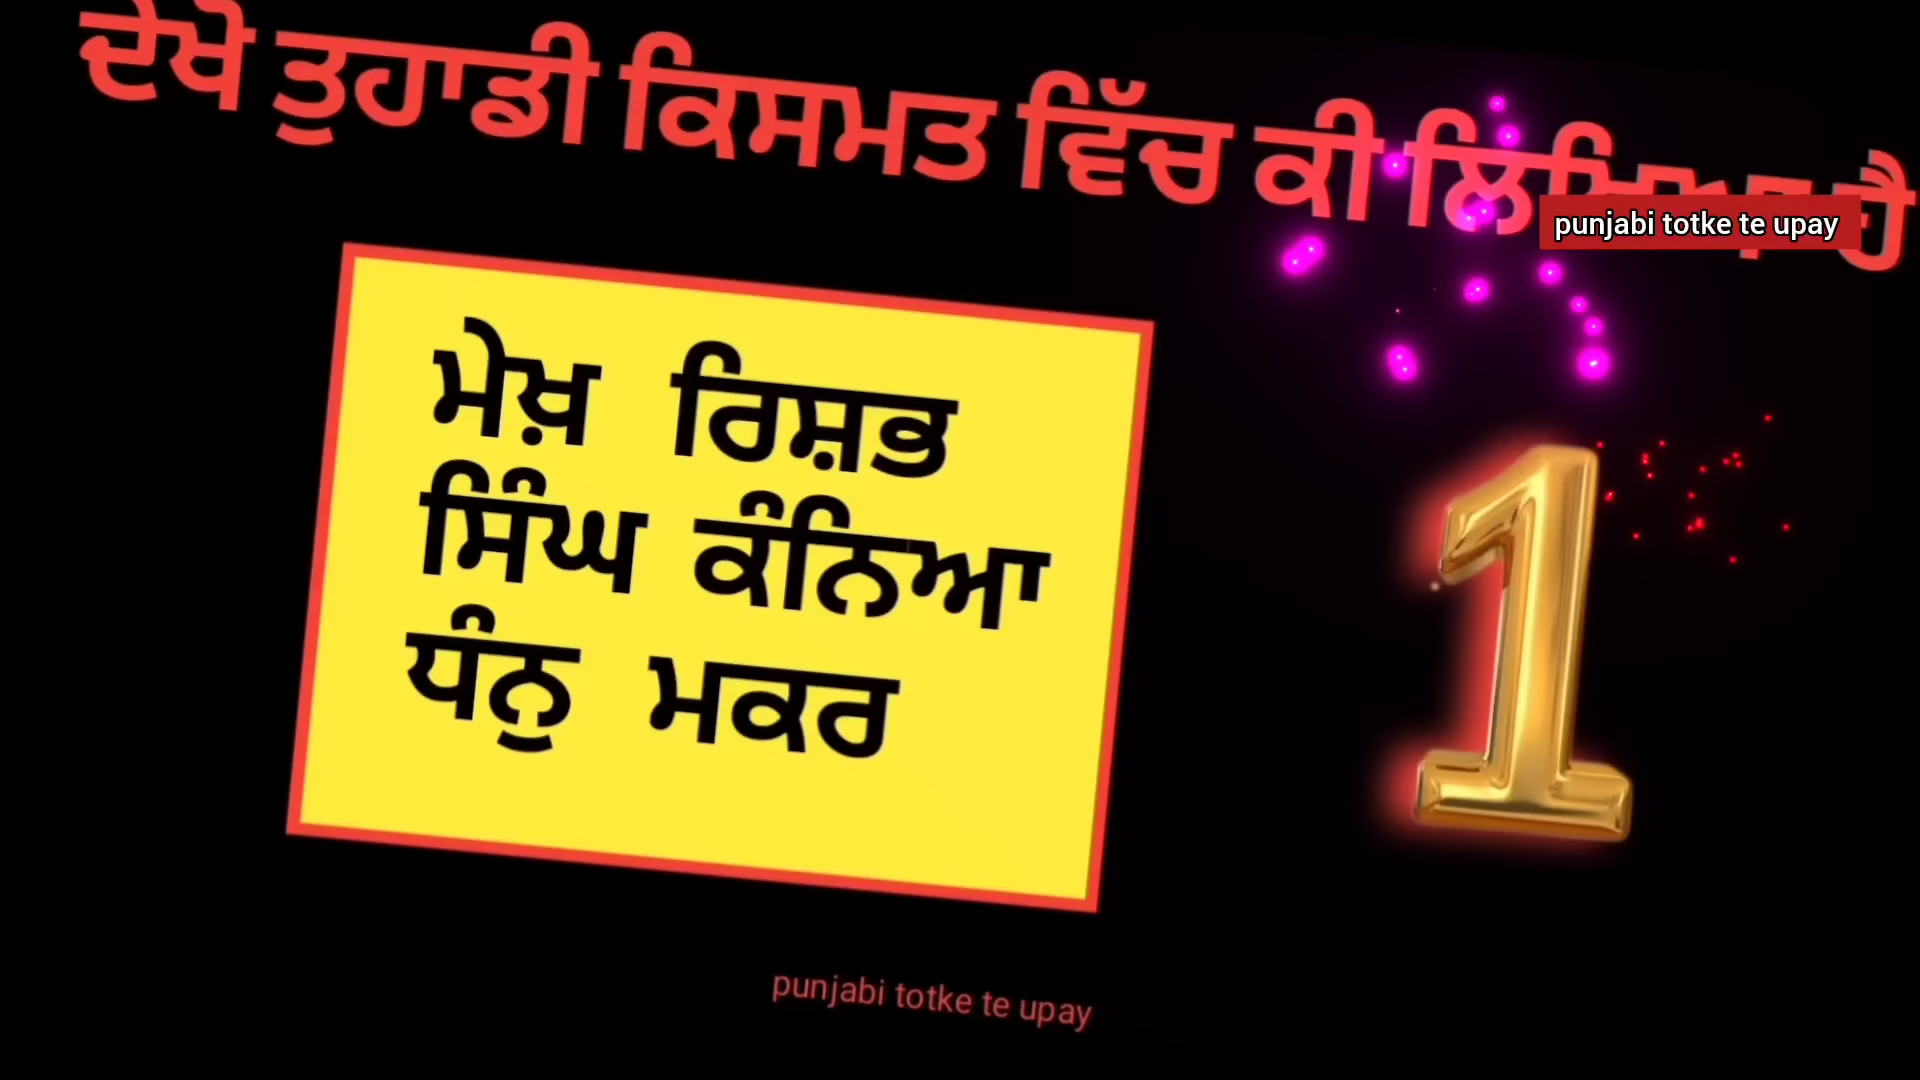 ਦੇਖੋ ਤੁਹਾਡੀ ਕਿਸਮਤ ਵਿੱਚ ਕੀ ਹੈ
punjabi totke te upay
ਮੇਖ਼ ਰਿਸ਼ਭ
ਸਿੰਘ ਕੰਨਿਆ
ਧੰਨੁ ਮਕਰ
1
punjabi totke te upay